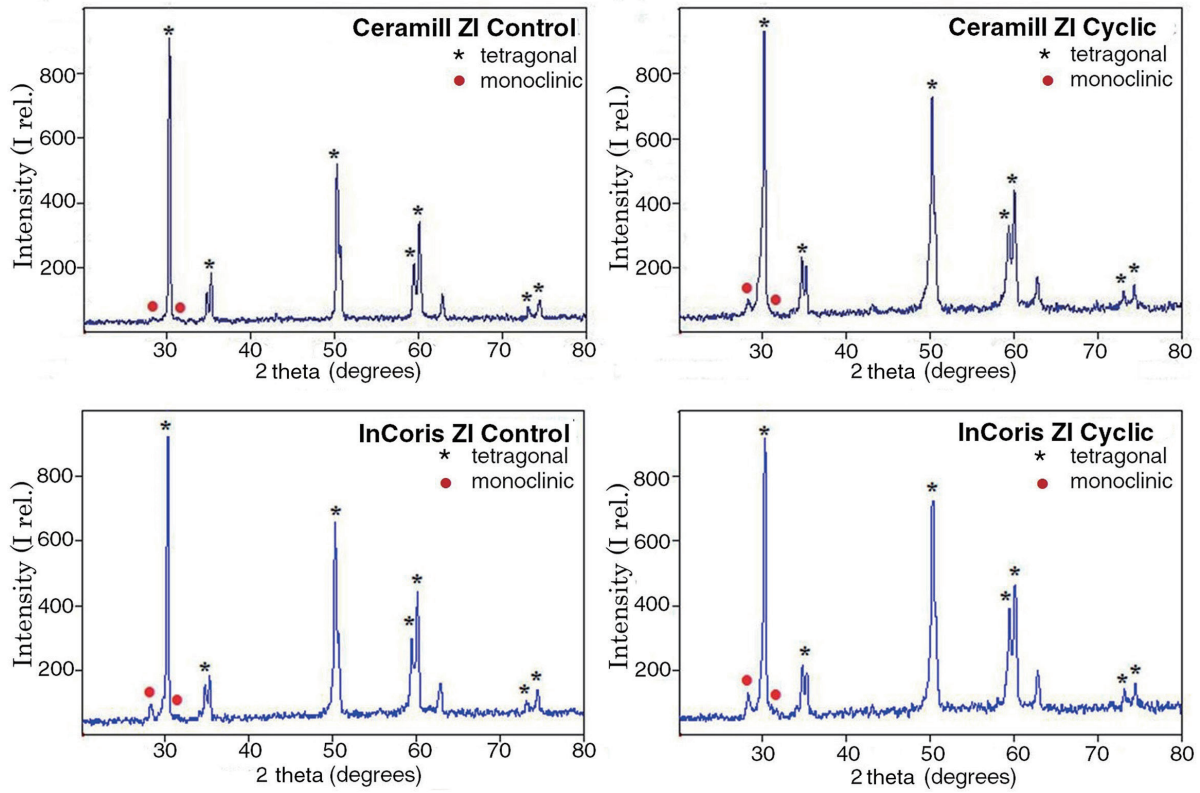 Ceramill ZI Control
* tetragonal
● monoclinic
Intensity (I rel.)
800
600
400
200
* * * * * * *
30 40 50 60 70 80
2 theta (degrees)
Ceramill ZI Cyclic
* tetragonal
● monoclinic
Intensity (I rel.)
800
600
400
200
* * * * * * *
30 40 50 60 70 80
2 theta (degrees)
InCoris ZI Control
* tetragonal
● monoclinic
Intensity (I rel.)
800
600
400
200
* * * * * * *
30 40 50 60 70 80
2 theta (degrees)
InCoris ZI Cyclic
* tetragonal
● monoclinic
Intensity (I rel.)
800
600
400
200
* * * * * * *
30 40 50 60 70 80
2 theta (degrees)